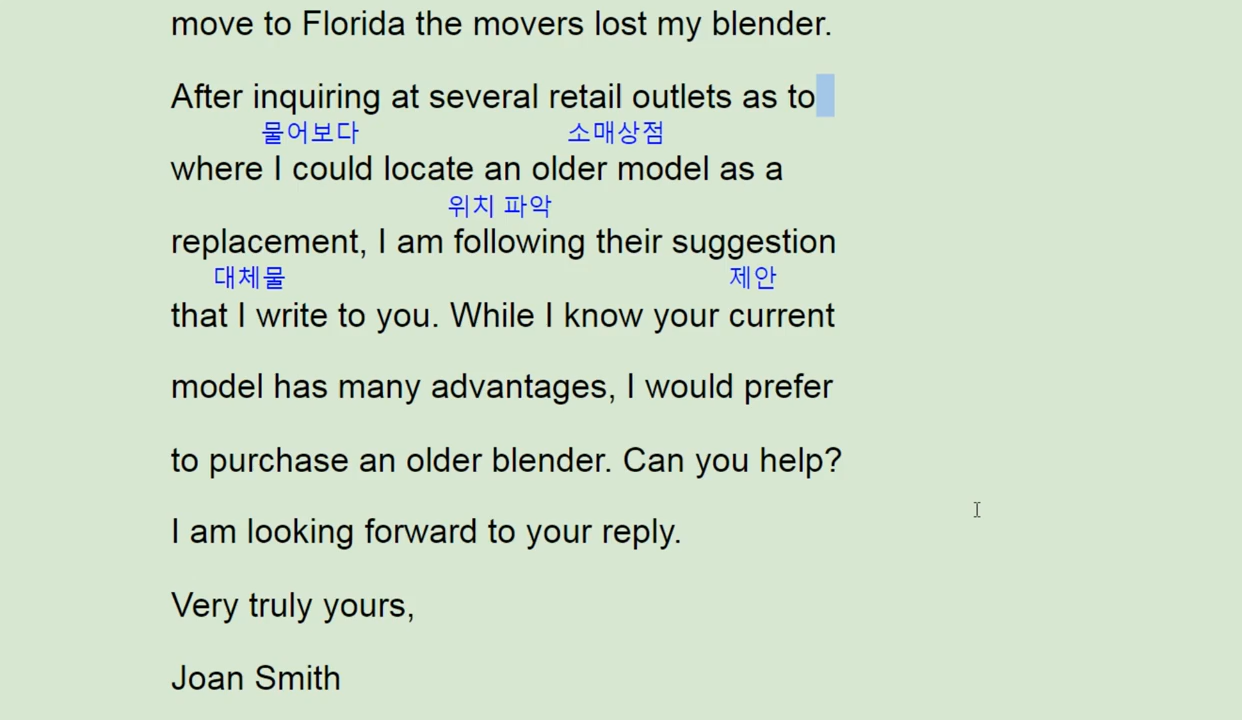 move to Florida the movers lost my blender.
After inquiring at several retail outlets as to
물어보다 소매상점
where I could locate an older model as a
위치 파악
replacement, I am following their suggestion
대체물 제안
that I write to you. While I know your current
model has many advantages, I would prefer
to purchase an older blender. Can you help?
I am looking forward to your reply.
Very truly yours,
Joan Smith